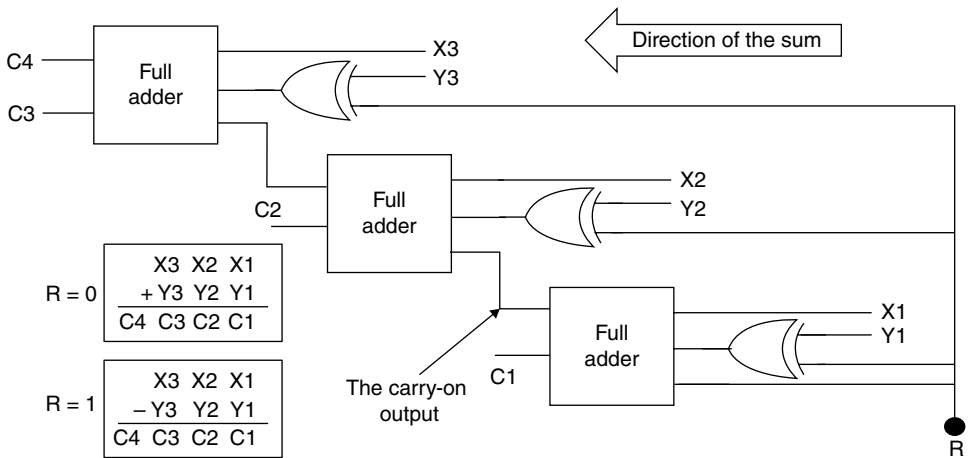 C4
C3
Full
adder
X3
Y3
Direction of the sum
C2
Full
adder
X2
Y2
R = 0
X3 X2 X1
+ Y3 Y2 Y1
C4 C3 C2 C1
C1
Full
adder
X1
Y1
The carry-on
output
R = 1
X3 X2 X1
– Y3 Y2 Y1
C4 C3 C2 C1
R